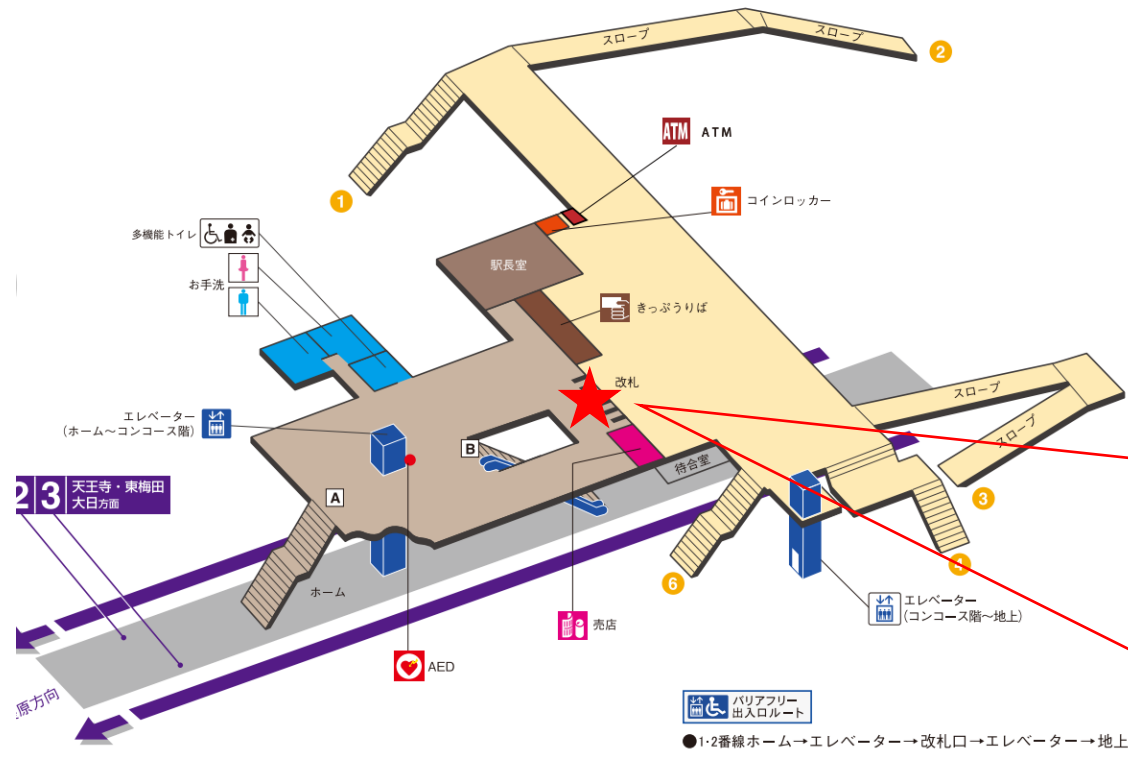 スロープ
スロープ
2
ATM ATM
1
コインロッカー
多機能トイレ
駅長室
お手洗
きっぷうりば
改札
スロープ
エレベーター
(ホーム～コンコース階)
スロープ
B
待合室
2 3 天王寺・東梅田
大日方面
A
3
4
6
ホーム
エレベーター
(コンコース階～地上)
売店
AED
原方向
バリアフリー
出入口ルート
●1・2番線ホーム→エレベーター→改札口→エレベーター→地上